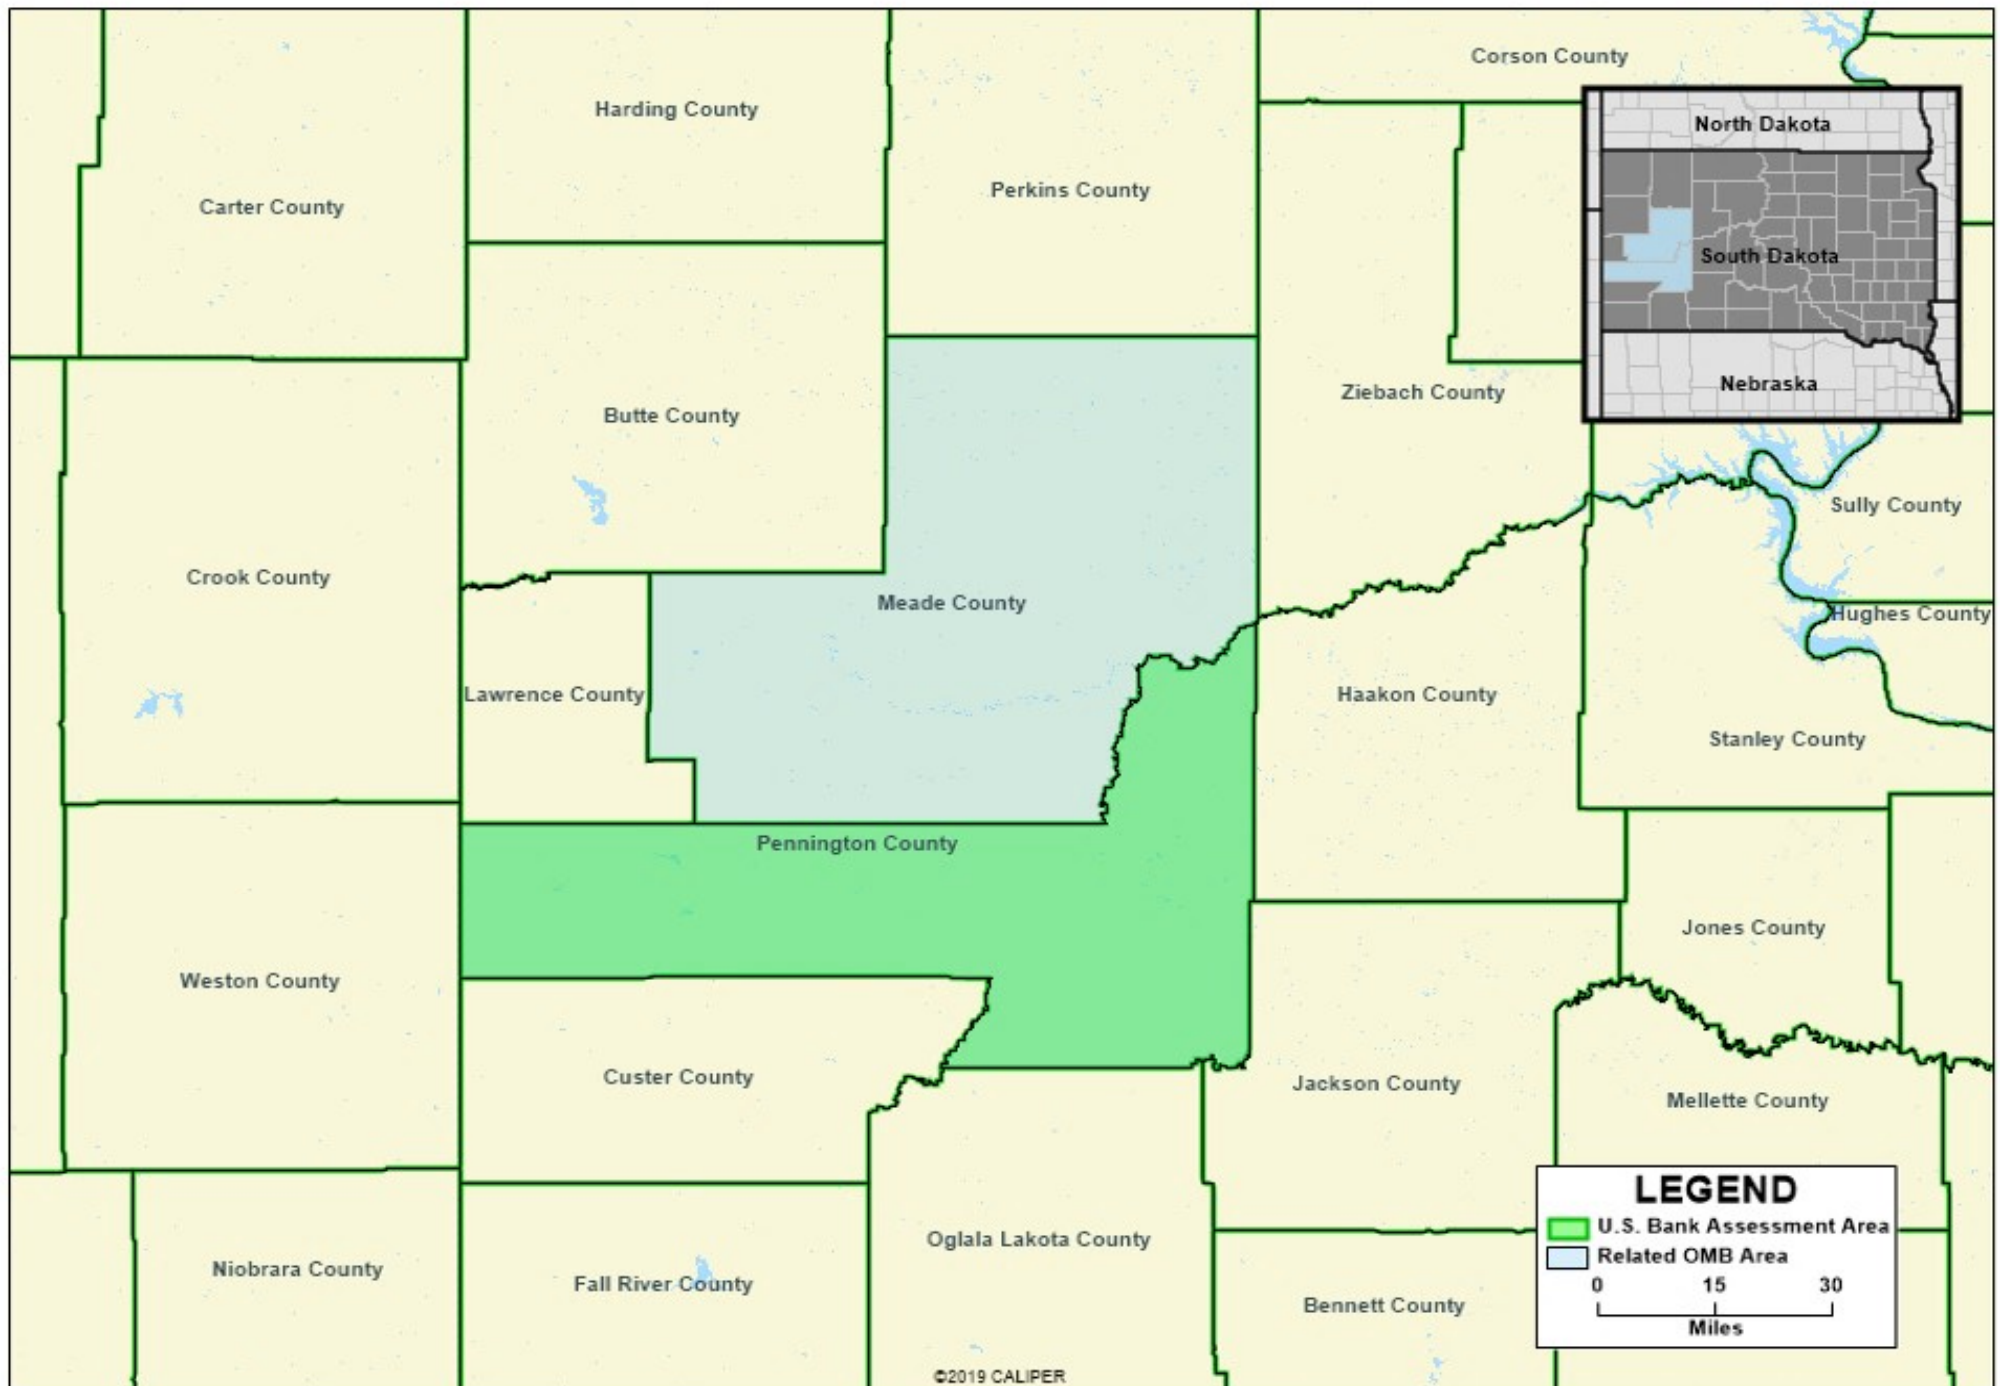 Corson County
Harding County
North Dakota
Perkins County
Carter County
South Dakota
Nebraska
Ziebach County
Butte County
Sully County
Crook County
Meade County
Hughes County
Lawrence County
Haakon County
Stanley County
Pennington County
Jones County
Weston County
Custer County
Jackson County
Mellette County
LEGEND
U.S. Bank Assessment Area
Related OMB Area
0 15 30
Miles
Oglala Lakota County
Niobrara County
Fall River County
Bennett County
©2019 CALIPER